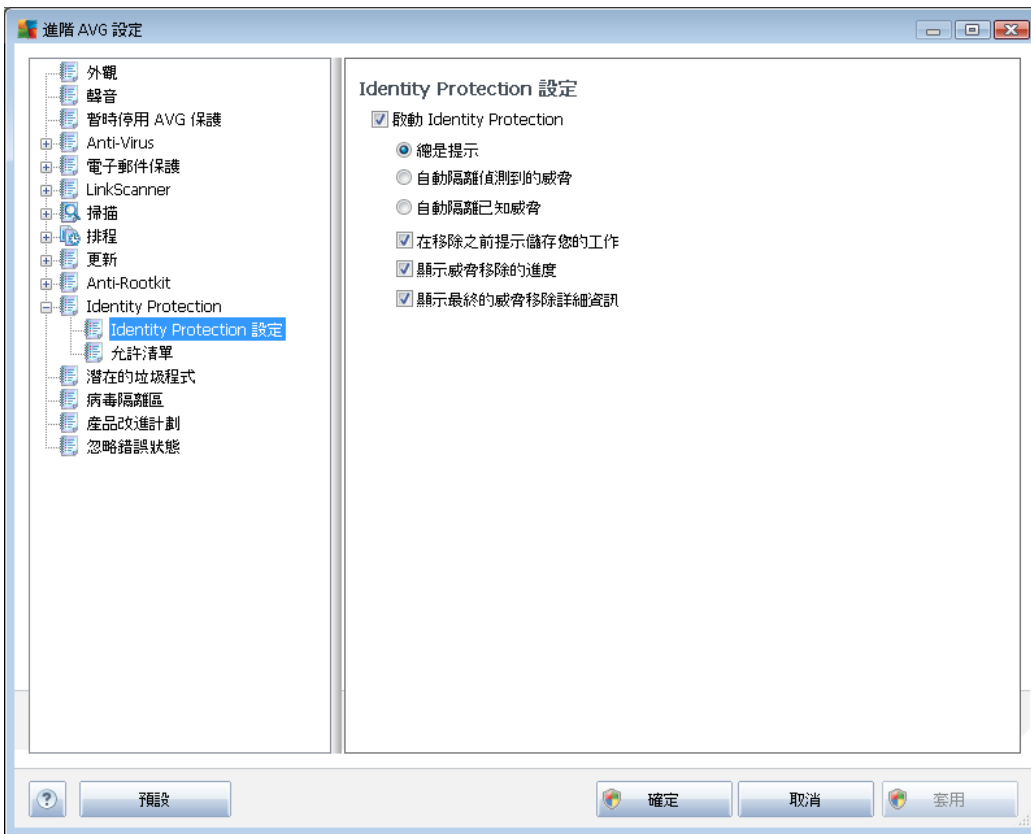 進階 AVG 設定
外觀
聲音
暫時停用 AVG 保護
Anti-Virus
電子郵件保護
LinkScanner
掃描
排程
更新
Anti-Rootkit
Identity Protection
Identity Protection 設定
允許清單
潛在的垃圾程式
病毒隔離區
產品改進計劃
忽略錯誤狀態
Identity Protection 設定
啟動 Identity Protection
總是提示
自動隔離偵測到的威脅
自動隔離已知威脅
在移除之前提示儲存您的工作
顯示威脅移除的進度
顯示最終的威脅移除詳細資訊
?
預設
確定
取消
套用